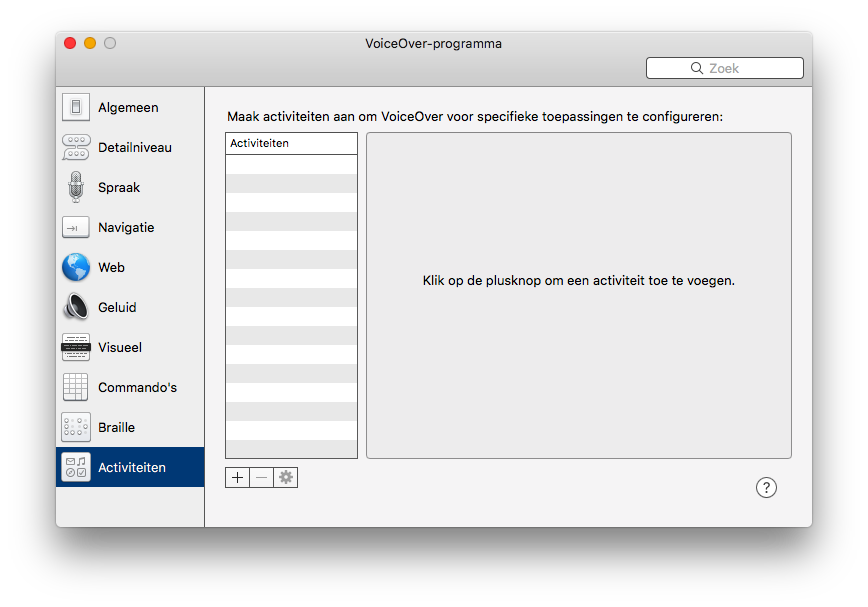 VoiceOver-programma
Zoek
Algemeen
Detailniveau
Spraak
Navigatie
Web
Geluid
Visueel
Commando's
Braille
Activiteiten
Maak activiteiten aan om VoiceOver voor specifieke toepassingen te configureren:
Activiteiten
Klik op de plusknop om een activiteit toe te voegen.
?